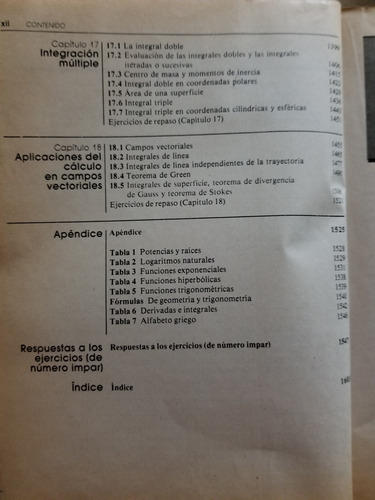 xii CONTENIDO
Capítulo 17
Integración
múltiple
17.1 La integral doble
17.2 Evaluación de las integrales dobles y las integrales
iteradas o sucesivas
17.3 Centro de masa y momentos de inercia 1415
17.4 Integral doble en coordenadas polares
17.5 Área de una superficie
17.6 Integral triple
17.7 Integral triple en coordenadas cilíndricas y esféricas
Ejercicios de repaso (Capítulo 17)
Capítulo 18
Aplicaciones del
cálculo
en campos
vectoriales
18.1 Campos vectoriales
18.2 Integrales de línea
18.3 Integrales de línea independientes de la trayectoria
18.4 Teorema de Green
18.5 Integrales de superficie, teorema de divergencia
de Gauss y teorema de Stokes
Ejercicios de repaso (Capítulo 18)
Apéndice
Apéndice 1525
Tabla 1 Potencias y raíces 1528
Tabla 2 Logaritmos naturales 1529
Tabla 3 Funciones exponenciales 1531
Tabla 4 Funciones hiperbólicas 1538
Tabla 5 Funciones trigonométricas 1539
Fórmulas De geometría y trigonometría 1540
Tabla 6 Derivadas e integrales 1542
Tabla 7 Alfabeto griego 1546
Respuestas a los
ejercicios (de
número impar)
Respuestas a los ejercicios (de número impar) 1547
Índice
Índice